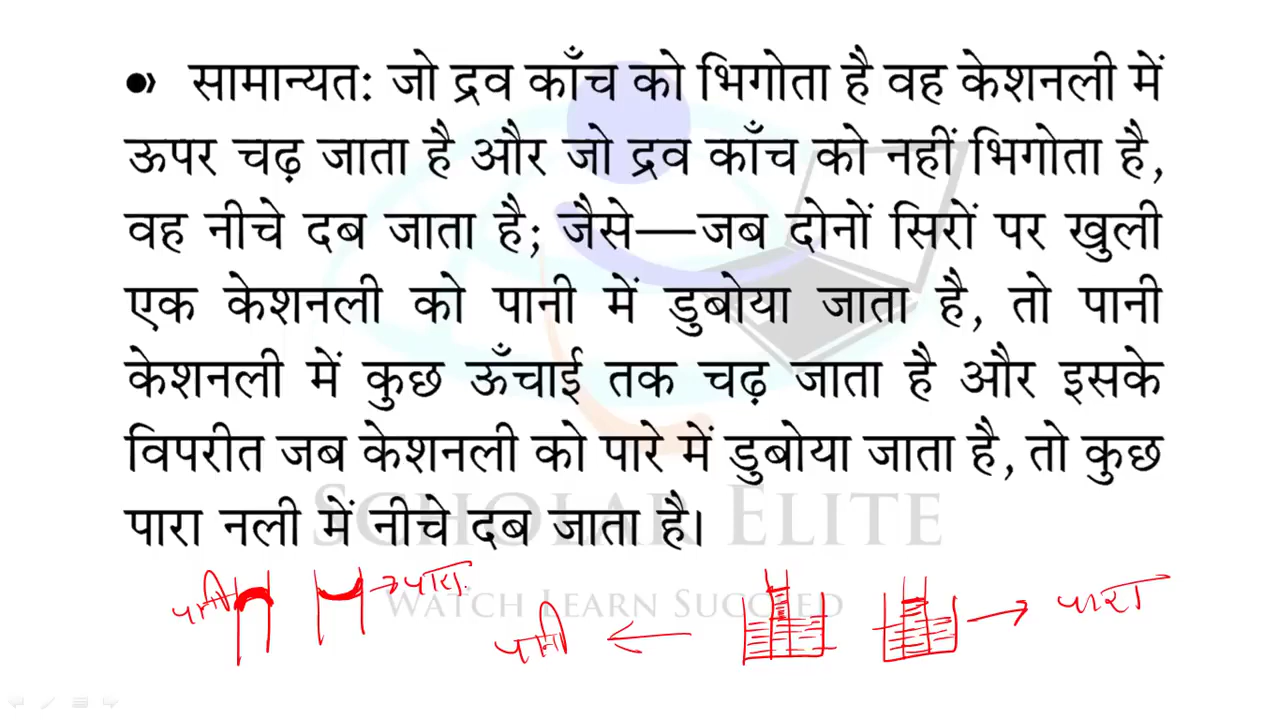 • सामान्यत: जो द्रव काँच को भिगोता है वह केशनली में
ऊपर चढ़ जाता है और जो द्रव काँच को नहीं भिगोता है,
वह नीचे दब जाता है; जैसे—जब दोनों सिरों पर खुली
एक केशनली को पानी में डुबोया जाता है, तो पानी
केशनली में कुछ ऊँचाई तक चढ़ जाता है और इसके
विपरीत जब केशनली को पारे में डुबोया जाता है, तो कुछ
पारा नली में नीचे दब जाता है।
SCHOLAR ELITE
WATCH LEARN SUCCEED
पानी
पारा
पानी
पारा